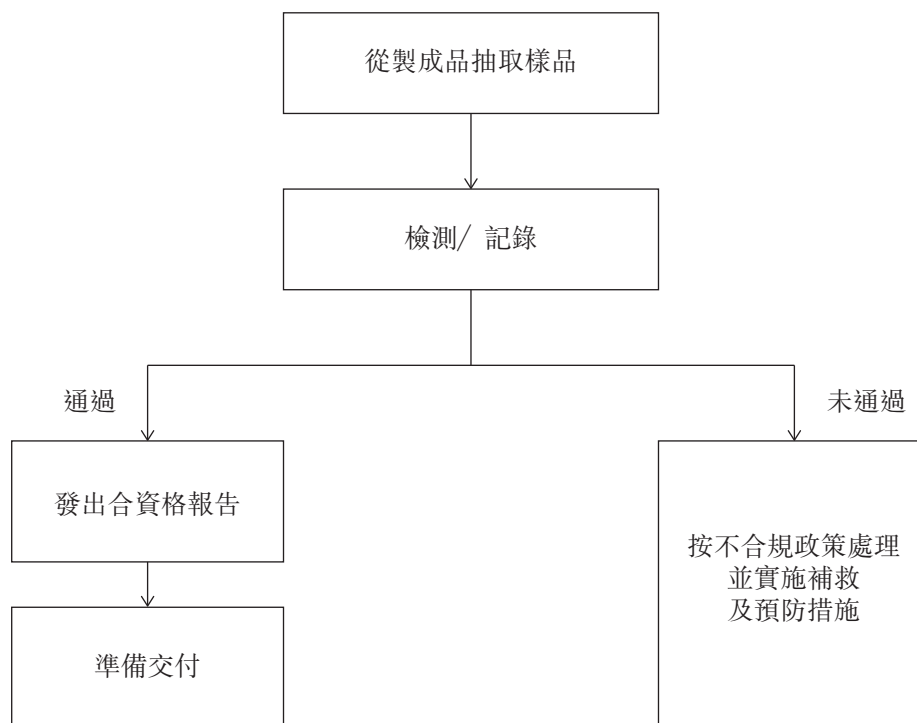 從製成品抽取樣品
檢測/ 記錄
通過
未通過
發出合資格報告
按不合規政策處理
並實施補救
及預防措施
準備交付